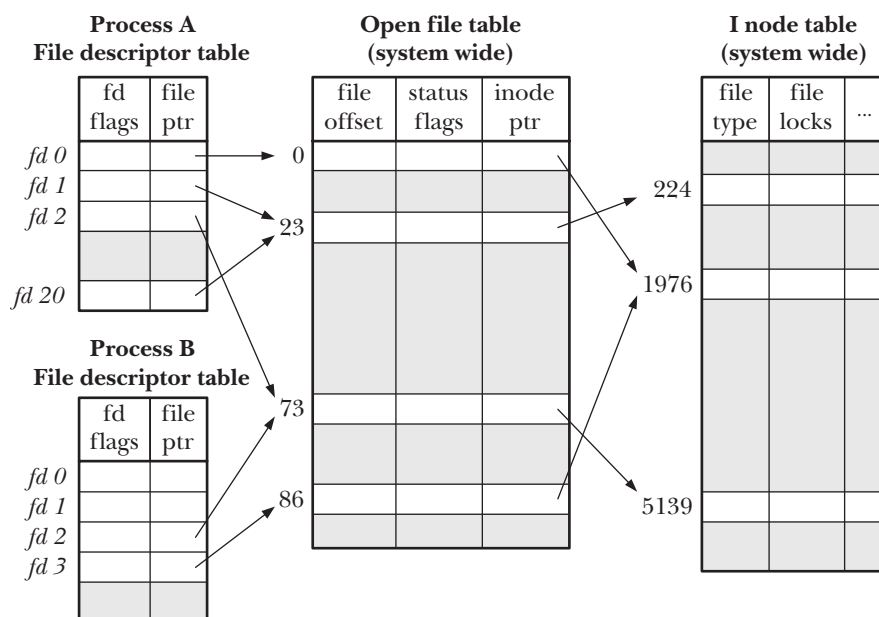 Process A
File descriptor table
fd
flags
file
ptr
fd 0
fd 1
fd 2
fd 20
Process B
File descriptor table
fd
flags
file
ptr
fd 0
fd 1
fd 2
fd 3
Open file table
(system wide)
file
offset
status
flags
inode
ptr
0
23
73
86
I node table
(system wide)
file
type
file
locks
...
224
1976
5139